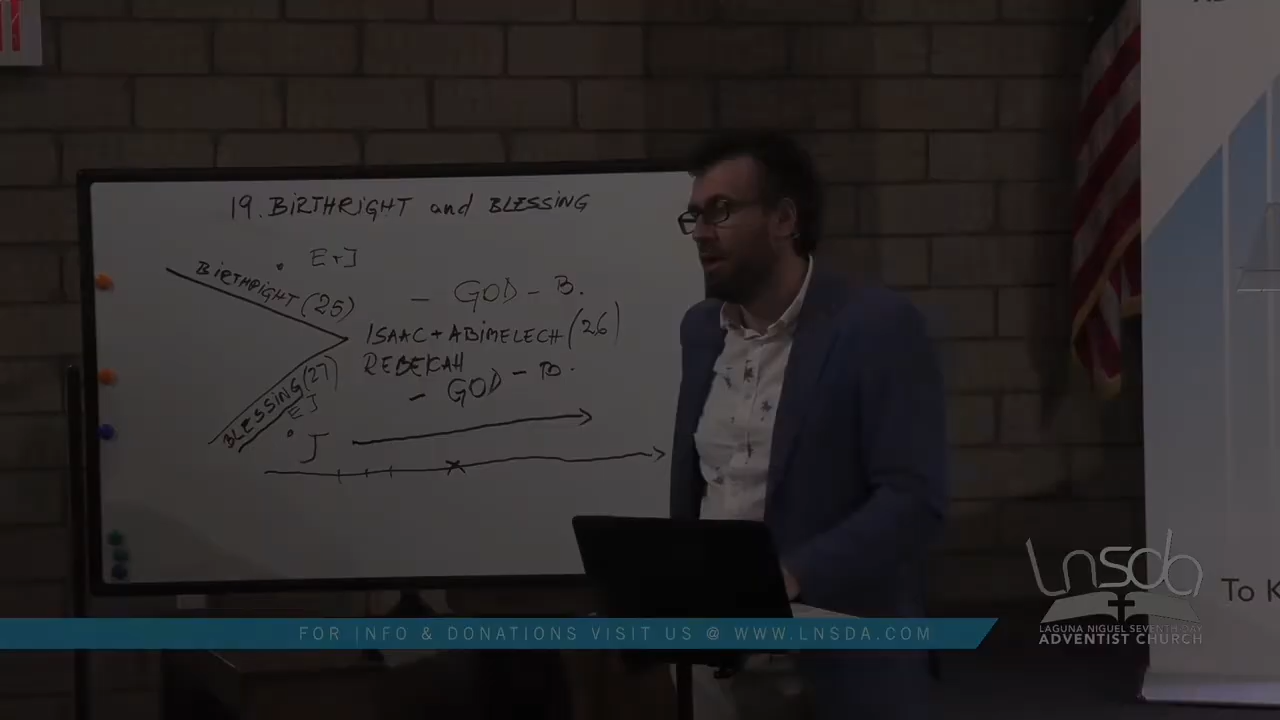 19. BIRTHRIGHT and BLESSING
E + J
BIRTHRIGHT (25)
- GOD - B.
ISAAC + ABIMELECH (26)
REBEKAH
- GOD - B.
BLESSING (27)
EJ
J
FOR INFO & DONATIONS VISIT US @ WWW.LNSDA.COM
LNSDA
LAGUNA NIGUEL SEVENTH-DAY
ADVENTIST CHURCH
To K